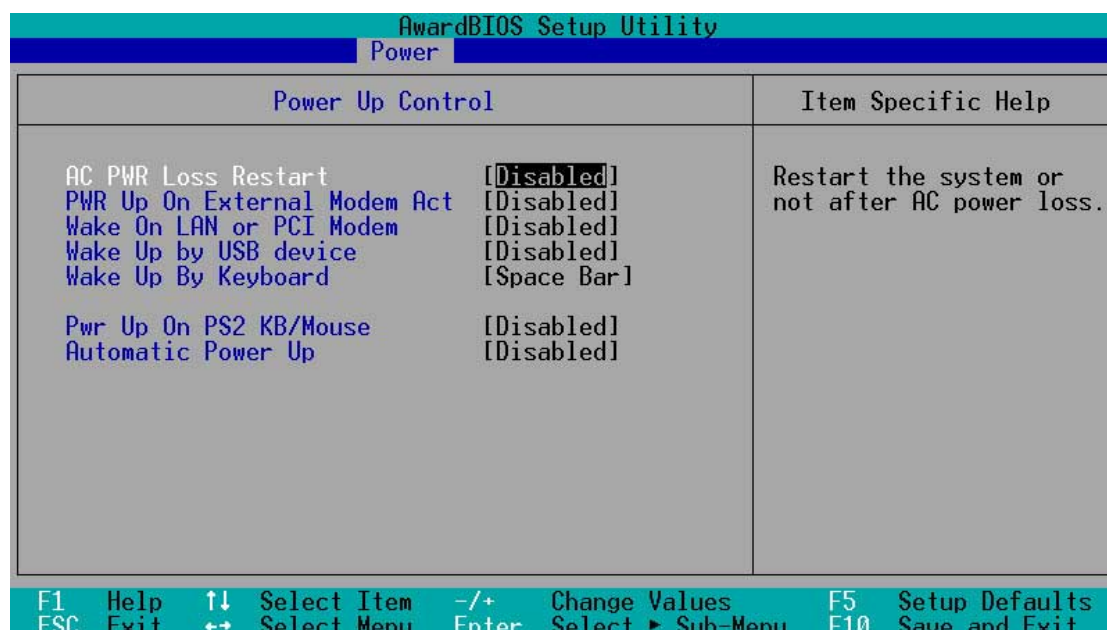 AwardBIOS Setup Utility
Power
Power Up Control
Item Specific Help
AC PWR Loss Restart [Disabled]
PWR Up On External Modem Act [Disabled]
Wake On LAN or PCI Modem [Disabled]
Wake Up by USB device [Disabled]
Wake Up By Keyboard [Space Bar]
Pwr Up On PS2 KB/Mouse [Disabled]
Automatic Power Up [Disabled]
Restart the system or
not after AC power loss.
F1 Help ↑↓ Select Item -/+ Change Values F5 Setup Defaults
ESC Exit ←→ Select Menu Enter Select ► Sub-Menu F10 Save and Exit